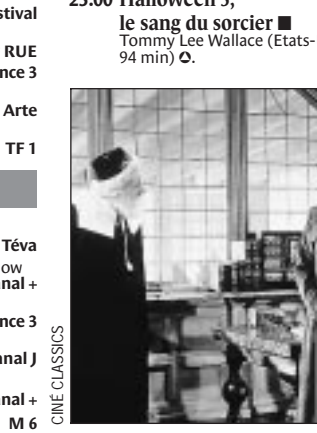 stival
RUE
nce 3
Arte
TF 1
Téva
ow
nal +
nce 3
nal J
nal +
M 6
le sang du sorcier ■
Tommy Lee Wallace (Etats-
94 min)
CINÉ CLASSICS